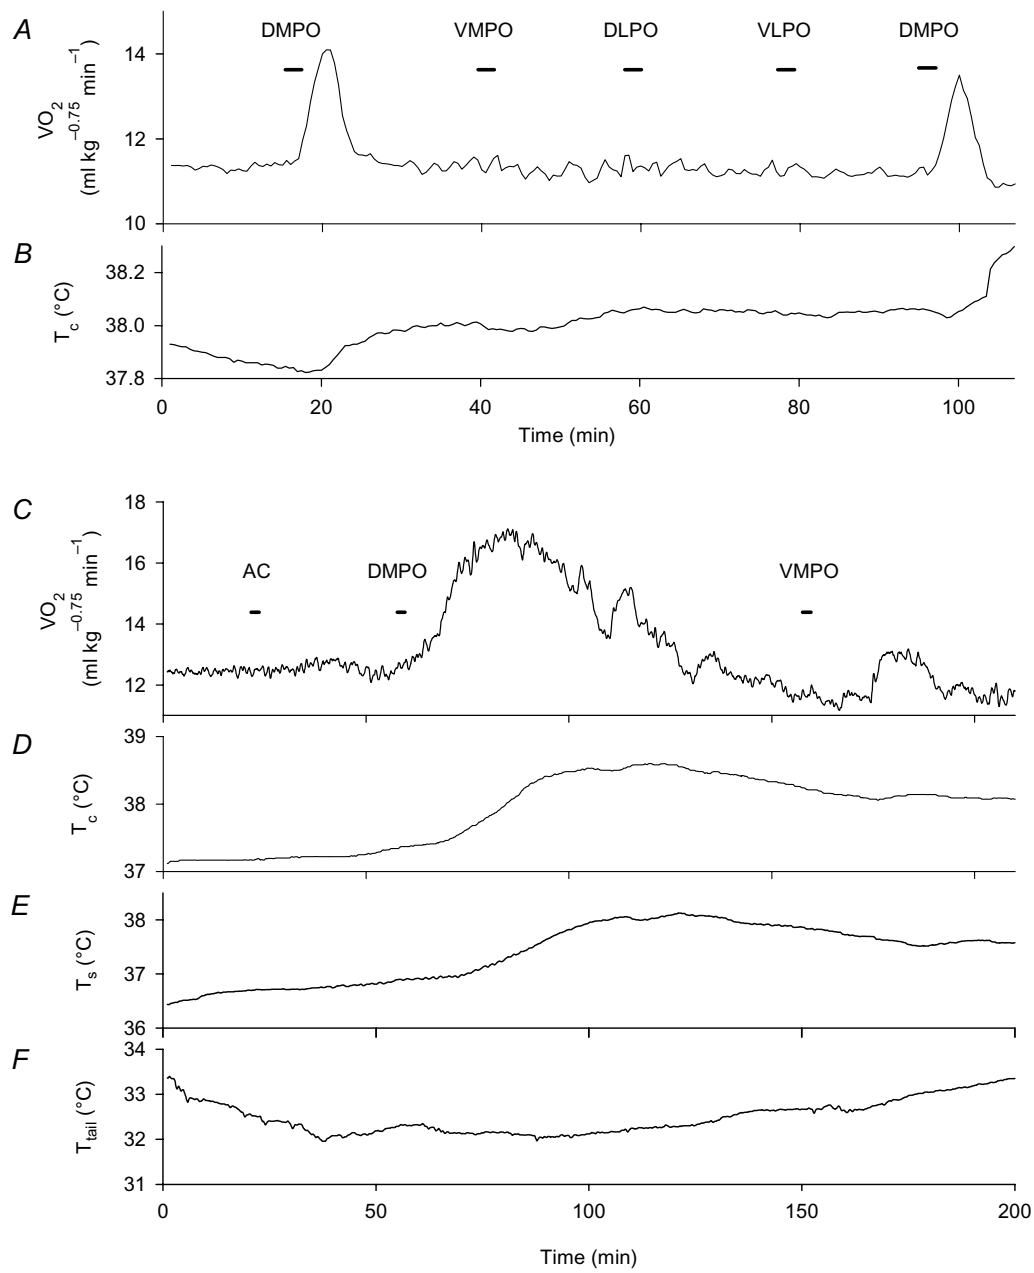 A
DMPO VMPO DLPO VLPO DMPO
VO2
(ml kg−0.75 min−1)
14
12
10
B
Tc (°C)
38.2
38.0
37.8
0 20 40 60 80 100
Time (min)
C
VO2
(ml kg−0.75 min−1)
18
16
14
12
AC DMPO VMPO
D
Tc (°C)
39
38
37
E
Ts (°C)
38
37
36
F
Ttail (°C)
34
33
32
31
0 50 100 150 200
Time (min)